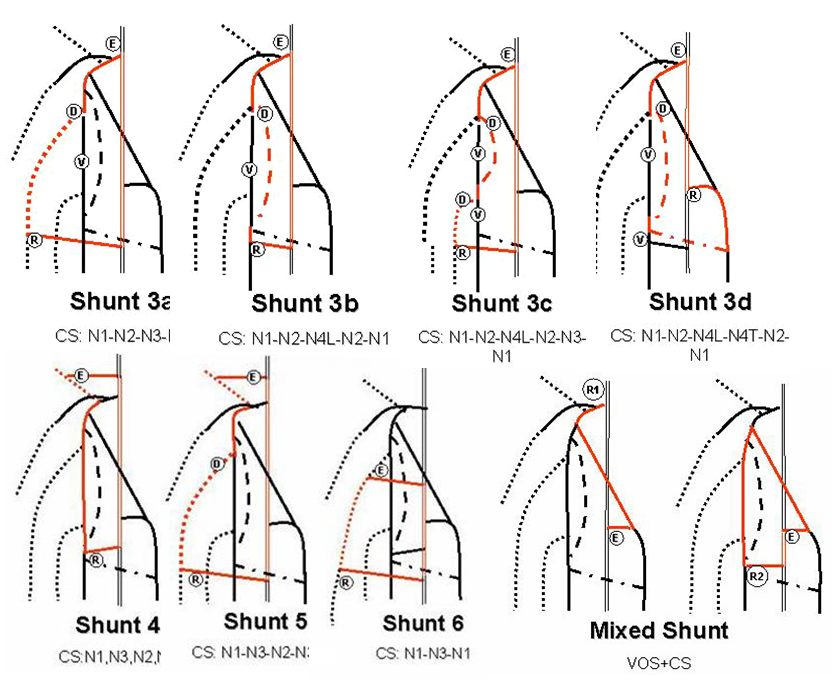 E
E
E
E
D
D
D
D
V
V
V
V
R
D
V
V
R
R
R
Shunt 3a
Shunt 3b
Shunt 3c
Shunt 3d
CS: N1-N2-N3-
CS: N1-N2-N4L-N2-N1
CS: N1-N2-N4L-N2-N3-
N1
CS: N1-N2-N4L-N4T-N2-
N1
E
E
R1
D
E
E
E
R
R
R
R2
Shunt 4
Shunt 5
Shunt 6
Mixed Shunt
CS:N1,N3,N2,
CS: N1-N3-N2-N
CS: N1-N3-N1
VOS+CS